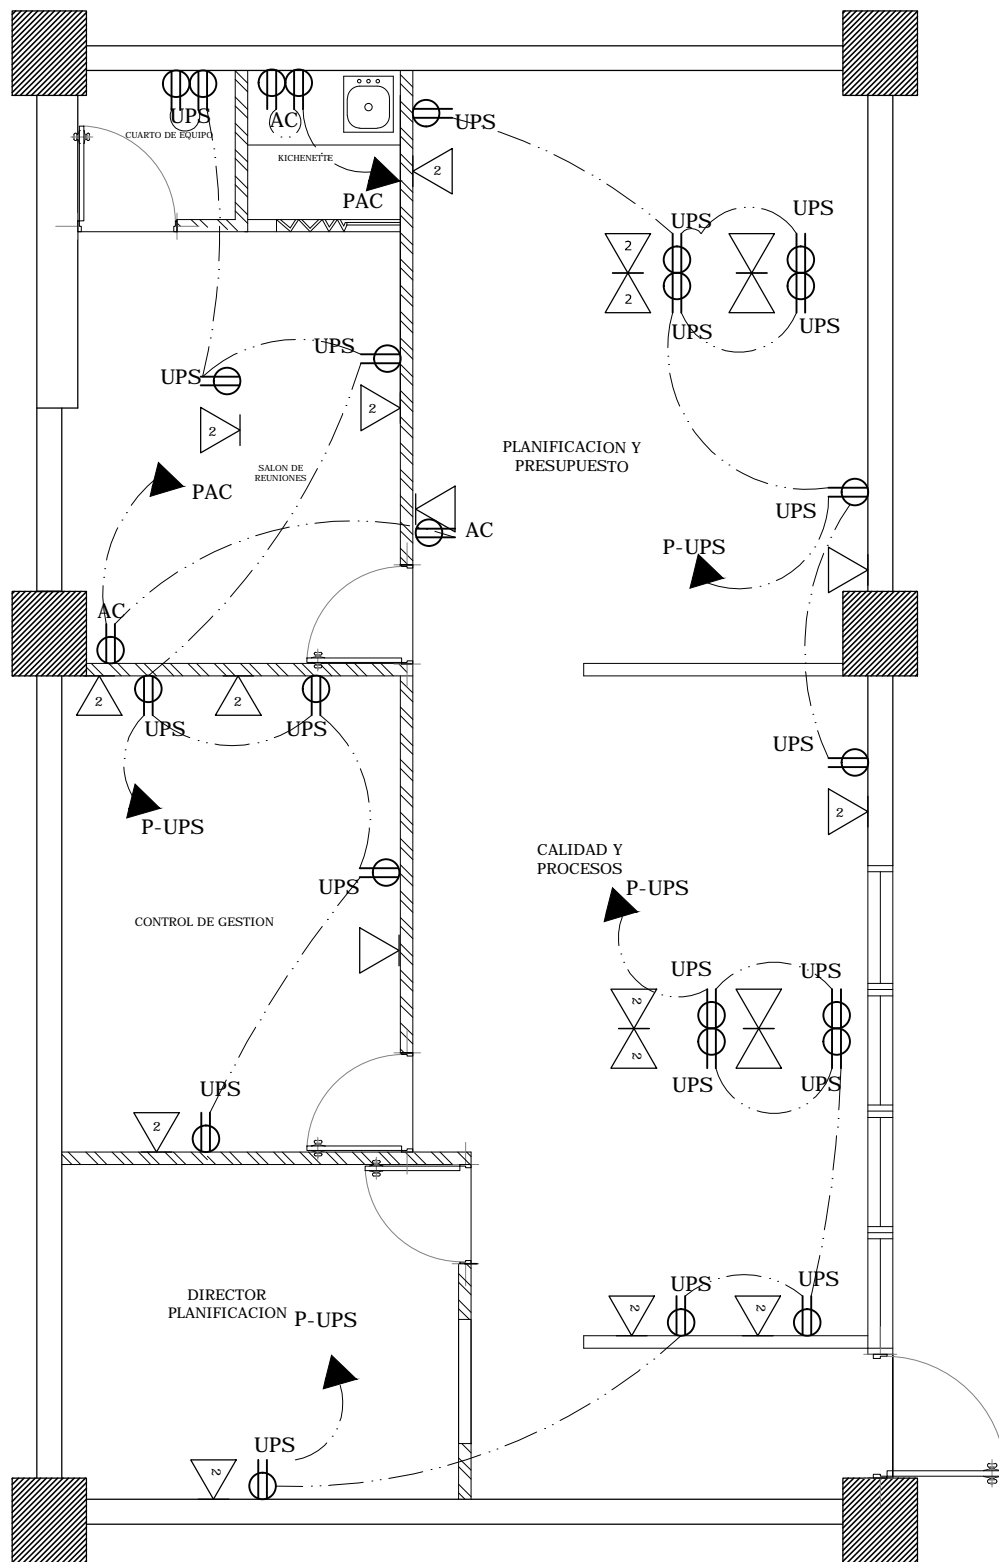 UPS
CUARTO DE EQUIPO
AC
KICHENETTE
PAC
UPS
2
UPS
UPS
2
2
UPS
UPS
UPS
UPS
2
2
SALON DE
REUNIONES
PAC
PLANIFICACION Y
PRESUPUESTO
UPS
AC
P-UPS
AC
2
2
UPS
UPS
P-UPS
UPS
2
CALIDAD Y
PROCESOS
UPS
P-UPS
CONTROL DE GESTION
UPS
UPS
2
2
UPS
UPS
UPS
2
DIRECTOR
PLANIFICACION
P-UPS
UPS
UPS
2
2
UPS
2